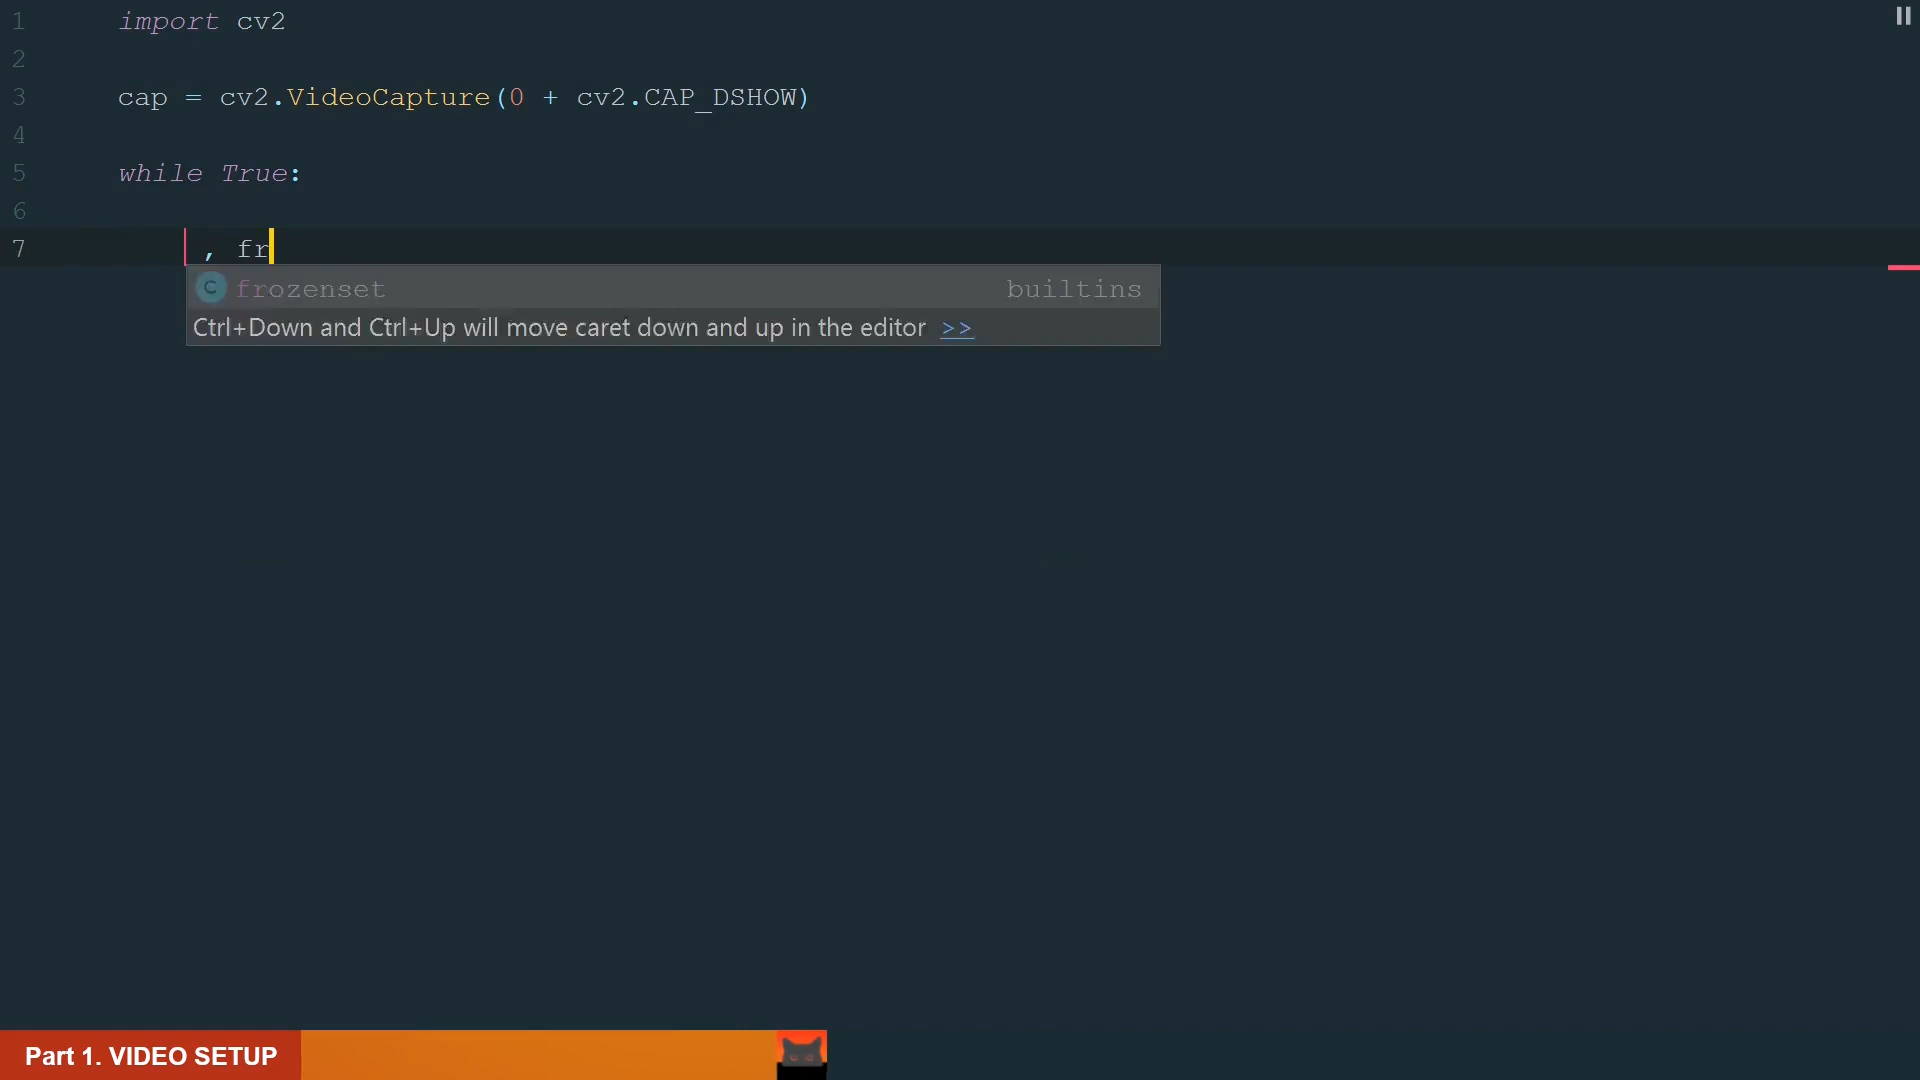 1 import cv2
2
3 cap = cv2.VideoCapture(0 + cv2.CAP_DSHOW)
4
5 while True:
6
7 , fr
C frozenset builtins
Ctrl+Down and Ctrl+Up will move caret down and up in the editor >>
Part 1. VIDEO SETUP